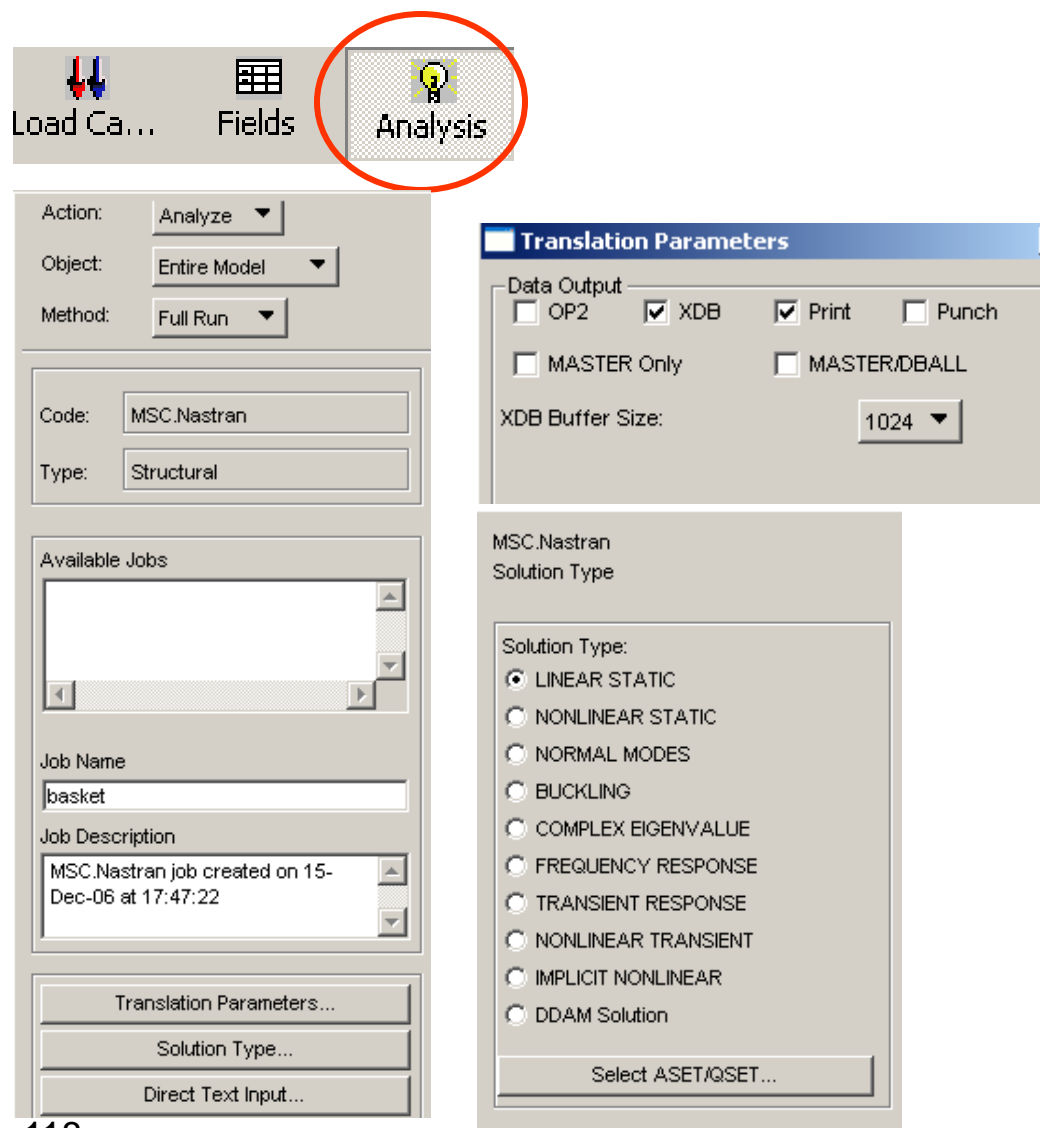 Load Ca... Fields Analysis
Action: Analyze
Object: Entire Model
Method: Full Run
Code: MSC.Nastran
Type: Structural
Available Jobs
Job Name
basket
Job Description
MSC.Nastran job created on 15-
Dec-06 at 17:47:22
Translation Parameters...
Solution Type...
Direct Text Input...
Translation Parameters
Data Output
OP2 XDB Print Punch
MASTER Only MASTER/DBALL
XDB Buffer Size: 1024
MSC.Nastran
Solution Type
Solution Type:
LINEAR STATIC
NONLINEAR STATIC
NORMAL MODES
BUCKLING
COMPLEX EIGENVALUE
FREQUENCY RESPONSE
TRANSIENT RESPONSE
NONLINEAR TRANSIENT
IMPLICIT NONLINEAR
DDAM Solution
Select ASET/QSET...